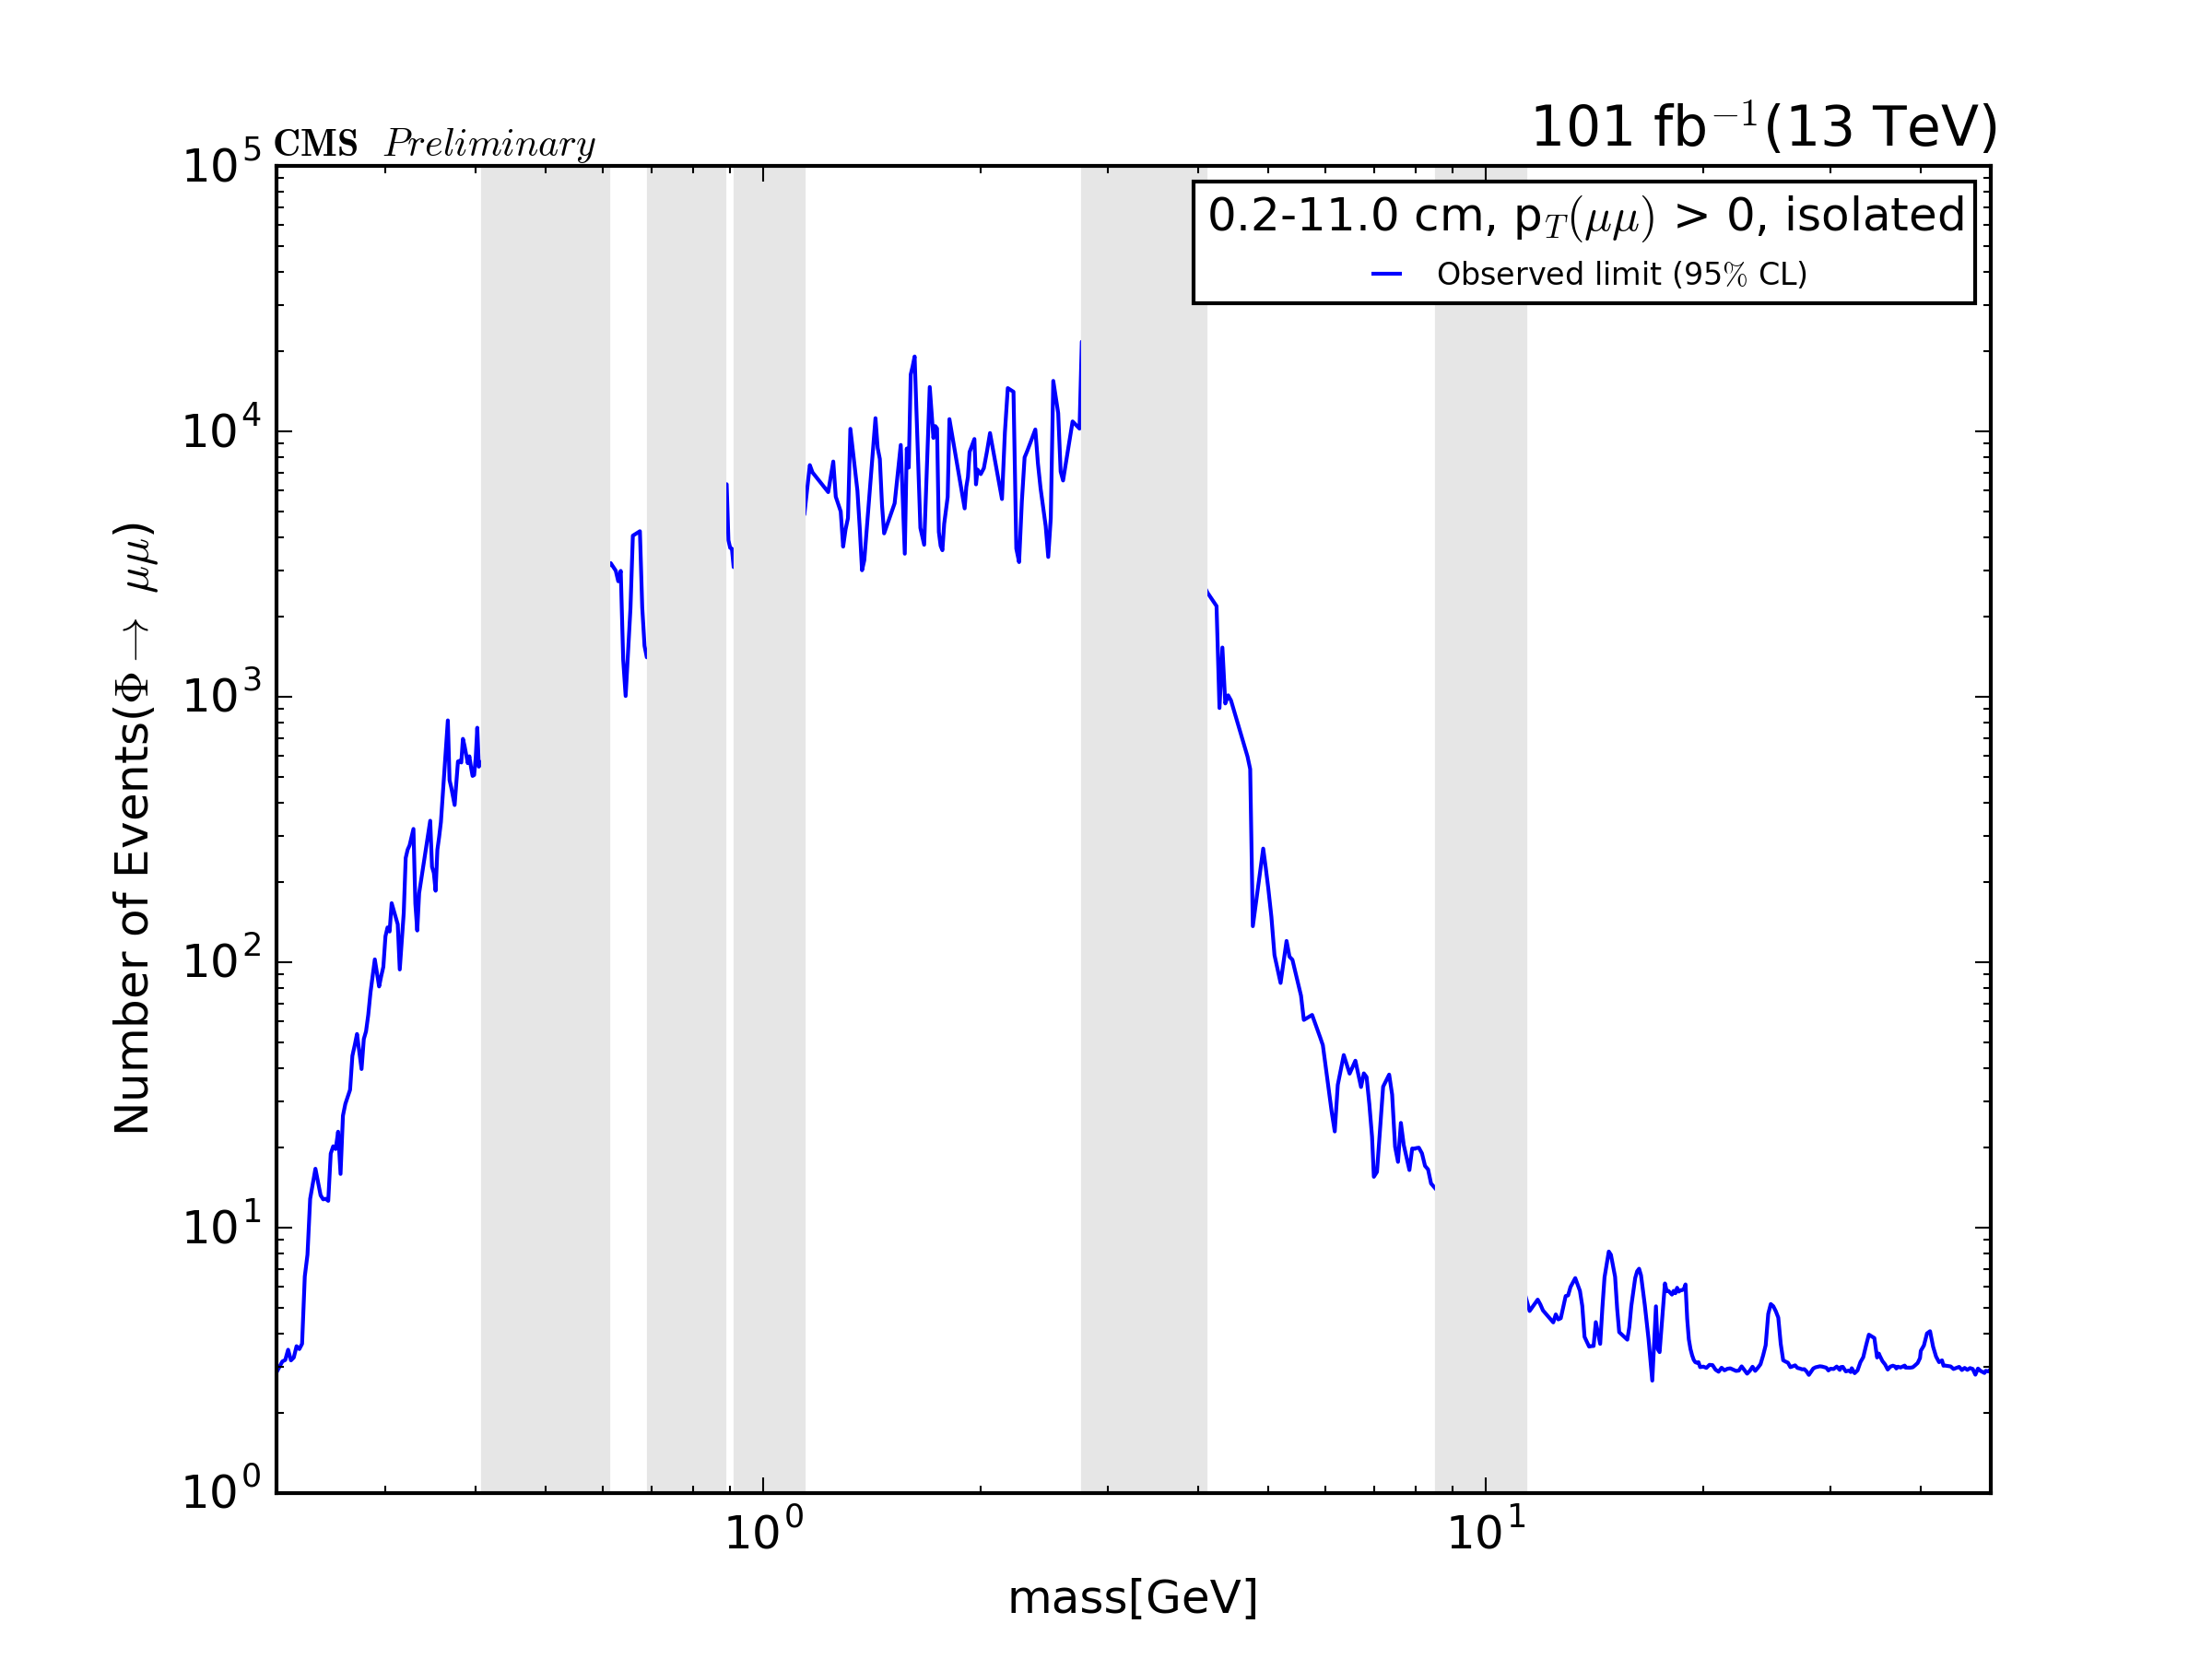 CMS Preliminary
101 fb⁻¹(13 TeV)
0.2-11.0 cm, p_T(μμ) > 0, isolated
Observed limit (95% CL)
Number of Events(Φ → μμ)
10⁵
10⁴
10³
10²
10¹
10⁰
10⁰ 10¹
mass[GeV]